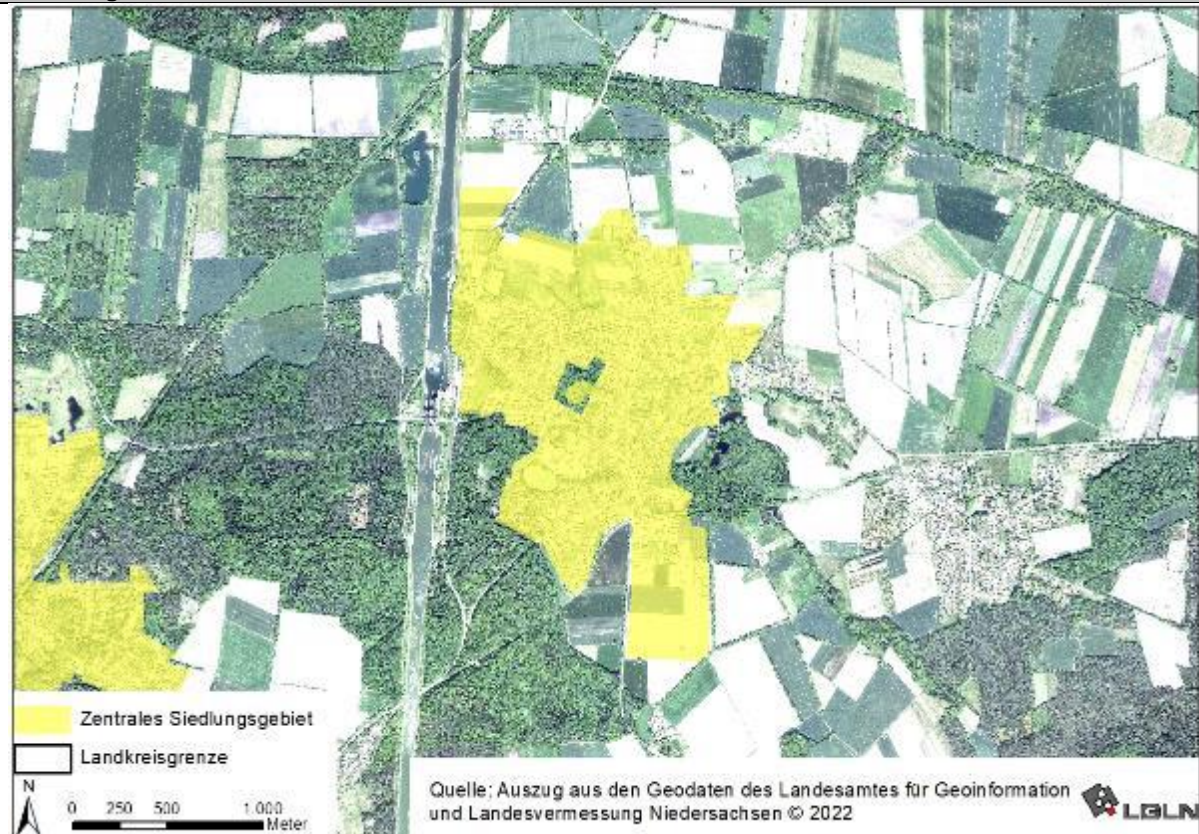 Zentrales Siedlungsgebiet
Landkreisgrenze
N
0 250 500 1.000
Meter
Quelle: Auszug aus den Geodaten des Landesamtes für Geoinformation
und Landesvermessung Niedersachsen © 2022
LGLN